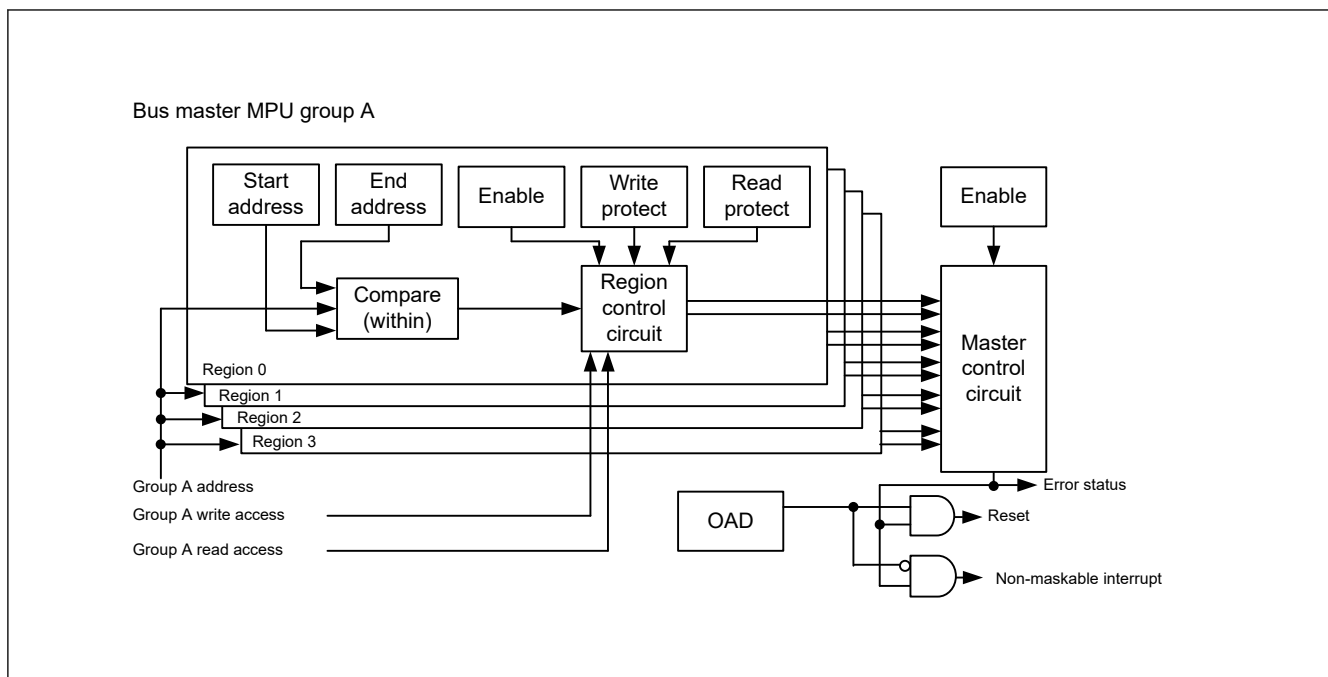 Bus master MPU group A
Start
address
End
address
Enable
Write
protect
Read
protect
Enable
Compare
(within)
Region
control
circuit
Master
control
circuit
Region 0
Region 1
Region 2
Region 3
Group A address
Group A write access
Group A read access
OAD
Error status
Reset
Non-maskable interrupt